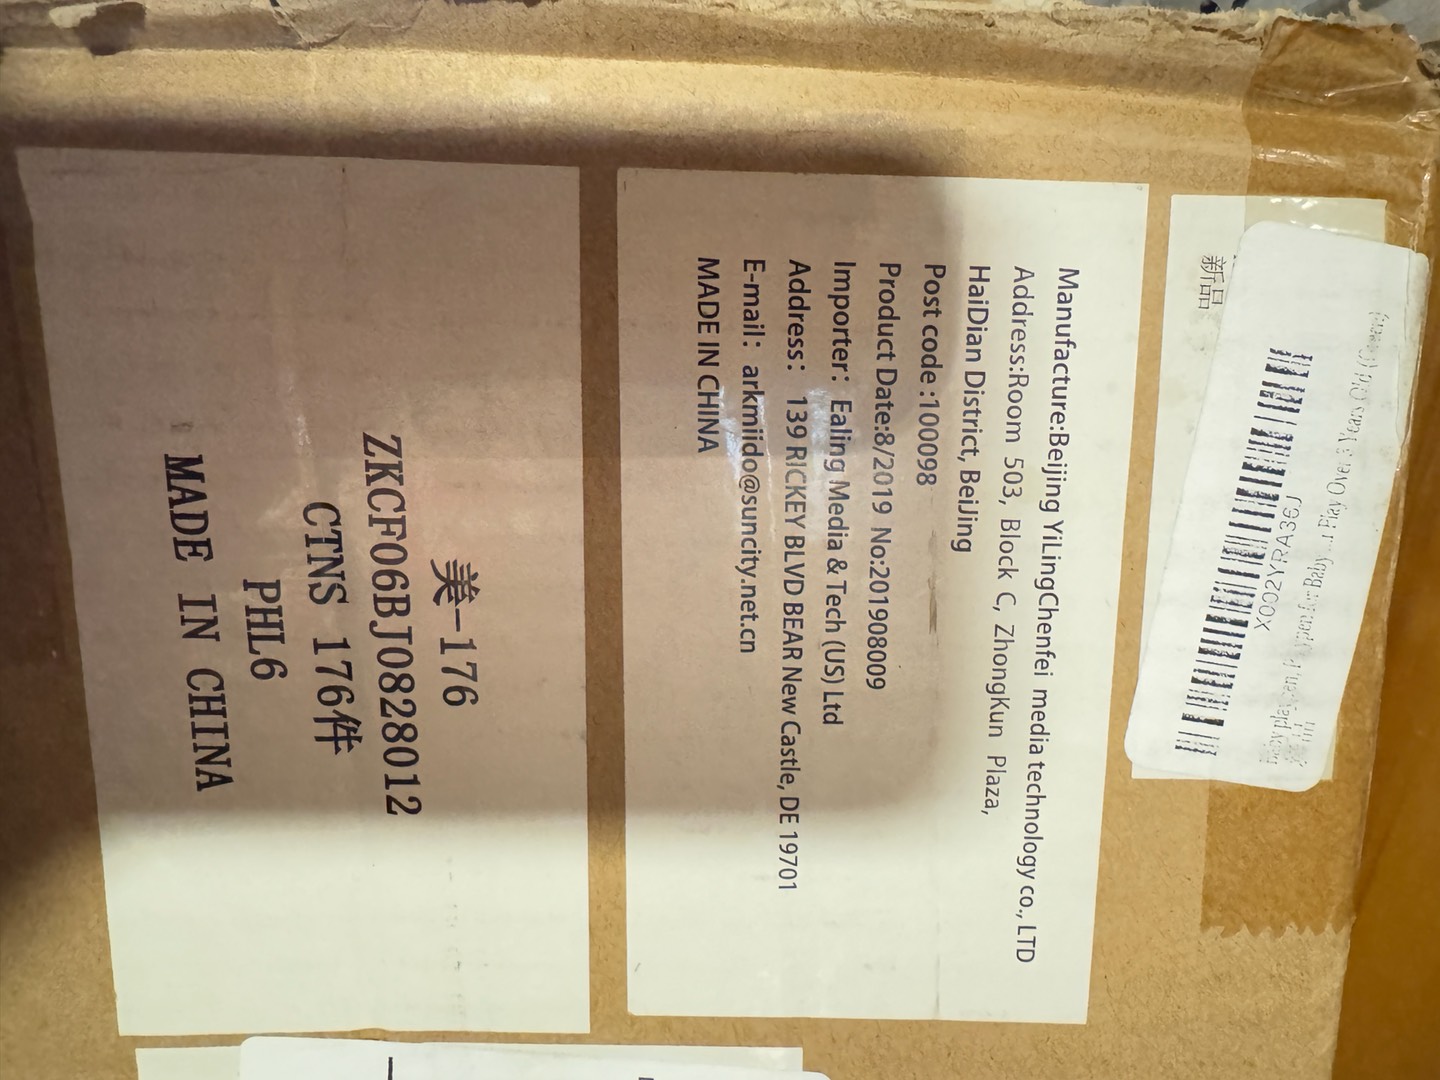 新品
X002YPA36J
Manufacture:Beijing YiLingChenfei media technology co., LTD
Address:Room 503, Block C, ZhongKun Plaza,
HaiDian District, BeiJing
Post code:100098
Product Date:8/2019 No:201908009
Importer: Ealing Media & Tech (US) Ltd
Address: 139 RICKEY BLVD BEAR New Castle, DE 19701
E-mail: arkmiido@suncity.net.cn
MADE IN CHINA
美-176
ZKCF06BJ0828012
CTNS 176件
PHL6
MADE IN CHINA